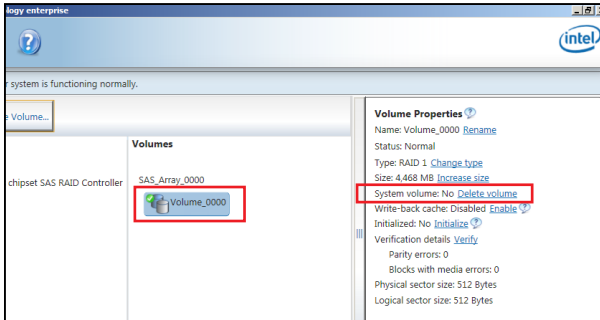 logy enterprise
?
intel
r system is functioning normally.
Volume...
Volumes
chipset SAS RAID Controller
SAS_Array_0000
Volume_0000
Volume Properties ?
Name: Volume_0000 Rename
Status: Normal
Type: RAID 1 Change type
Size: 4,468 MB Increase size
System volume: No Delete volume
Write-back cache: Disabled Enable ?
Initialized: No Initialize ?
Verification details Verify
Parity errors: 0
Blocks with media errors: 0
Physical sector size: 512 Bytes
Logical sector size: 512 Bytes